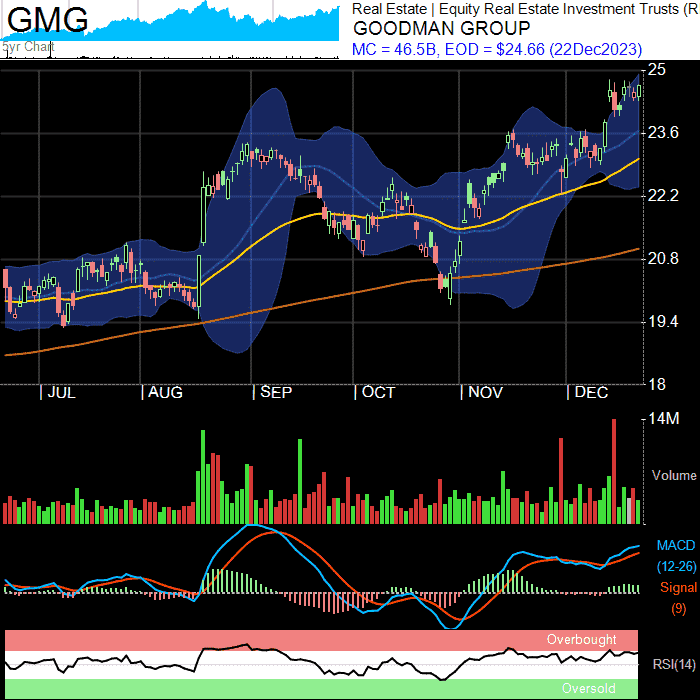 GMG
5yr Chart
Real Estate | Equity Real Estate Investment Trusts (R
GOODMAN GROUP
MC = 46.5B, EOD = $24.66 (22Dec2023)
25
23.6
22.2
20.8
19.4
18
| JUL | AUG | SEP | OCT | NOV | DEC
14M
Volume
MACD
(12-26)
Signal
(9)
Overbought
RSI(14)
Oversold